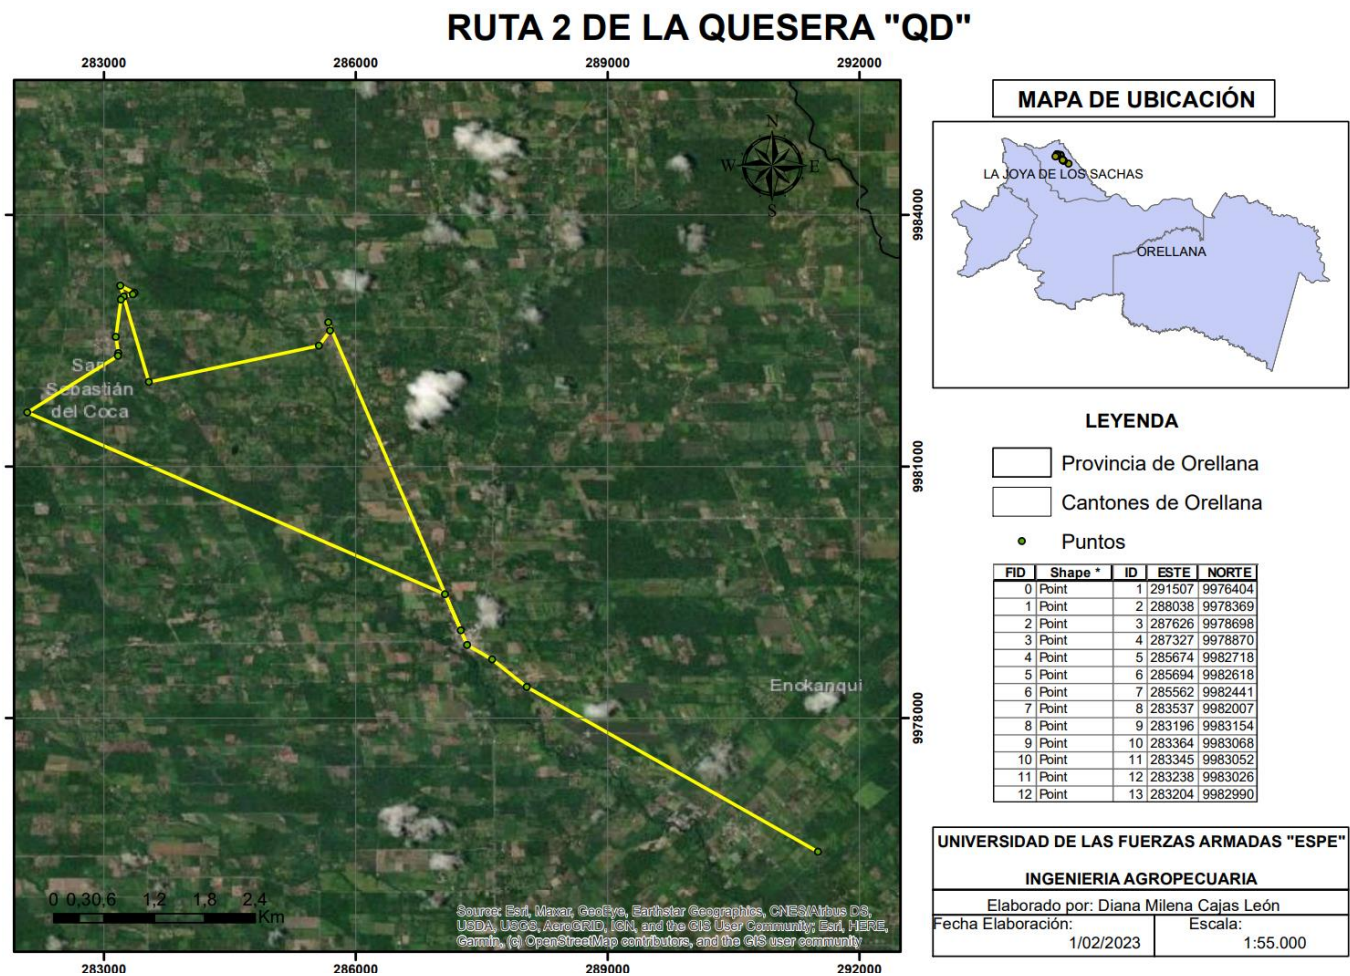 RUTA 2 DE LA QUESERA "QD"
283000 286000 289000 292000
9984000
9981000
9978000
N
W E
S
San
Sebastián
del Coca
Enokanqui
0 0,30,6 1,2 1,8 2,4
Km
Source: Esri, Maxar, GeoEye, Earthstar Geographics, CNES/Airbus DS,
USDA, USGS, AeroGRID, IGN, and the GIS User Community; Esri, HERE,
Garmin, (c) OpenStreetMap contributors, and the GIS user community
283000 286000 289000 292000
MAPA DE UBICACIÓN
LA JOYA DE LOS SACHAS
ORELLANA
LEYENDA
Provincia de Orellana
Cantones de Orellana
Puntos
FID Shape * ID ESTE NORTE
0 Point 1 291507 9976404
1 Point 2 288038 9978369
2 Point 3 287626 9978698
3 Point 4 287327 9978870
4 Point 5 285674 9982718
5 Point 6 285694 9982618
6 Point 7 285562 9982441
7 Point 8 283537 9982007
8 Point 9 283196 9983154
9 Point 10 283364 9983068
10 Point 11 283345 9983052
11 Point 12 283238 9983026
12 Point 13 283204 9982990
UNIVERSIDAD DE LAS FUERZAS ARMADAS "ESPE"
INGENIERIA AGROPECUARIA
Elaborado por: Diana Milena Cajas León
Fecha Elaboración: Escala:
1/02/2023 1:55.000